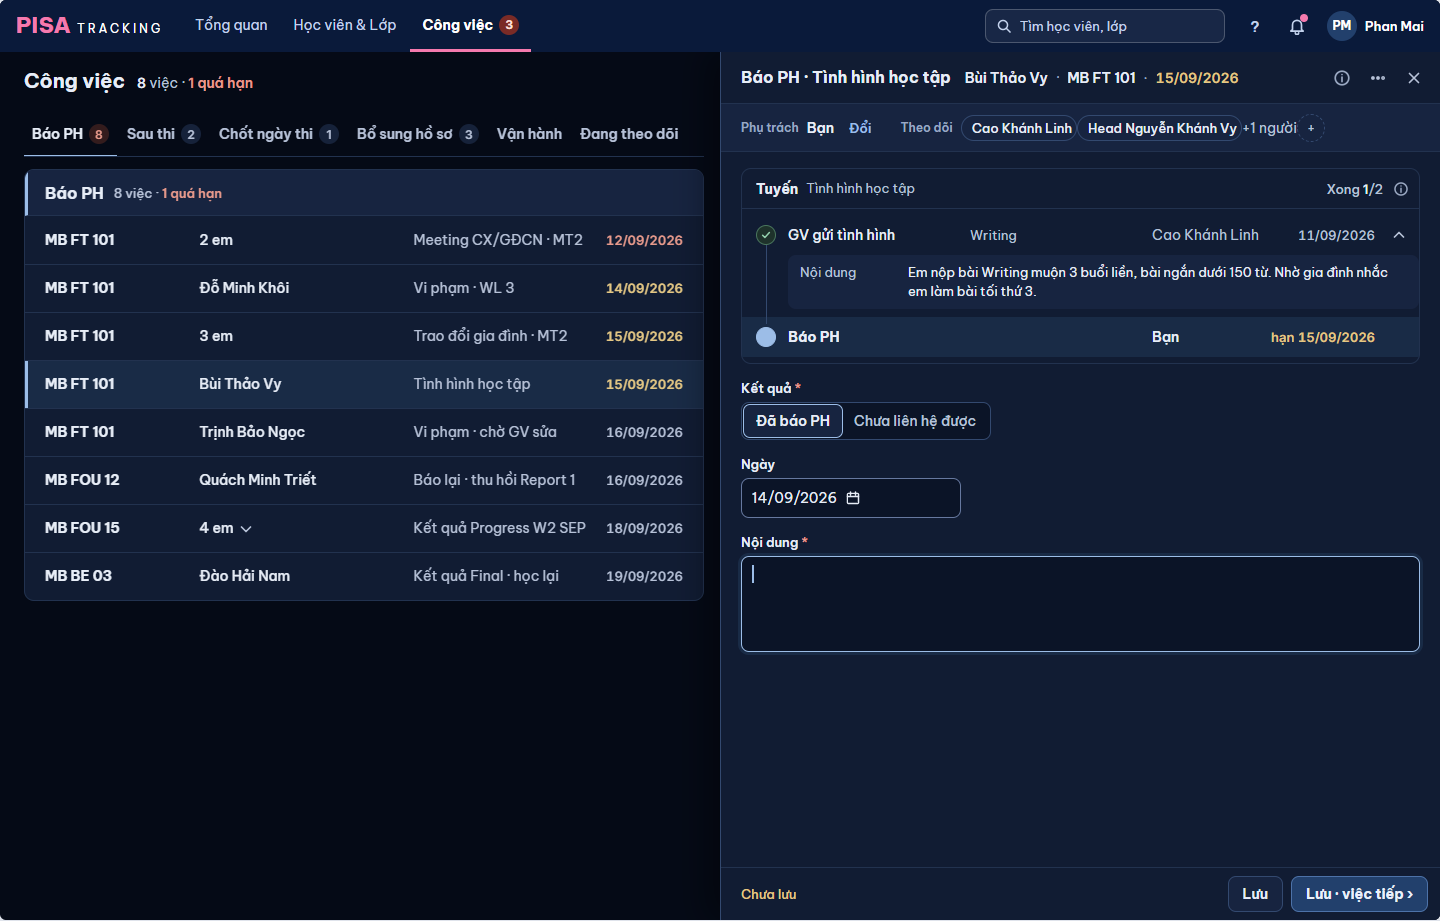 PISA TRACKING Tổng quan Học viên & Lớp Công việc 3 Tìm học viên, lớp ? PM Phan Mai
Công việc 8 việc · 1 quá hạn
Báo PH 8 Sau thi 2 Chốt ngày thi 1 Bổ sung hồ sơ 3 Vận hành Đang theo dõi
Báo PH 8 việc · 1 quá hạn
MB FT 101 2 em Meeting CX/GĐCN · MT2 12/09/2026
MB FT 101 Đỗ Minh Khôi Vi phạm · WL 3 14/09/2026
MB FT 101 3 em Trao đổi gia đình · MT2 15/09/2026
MB FT 101 Bùi Thảo Vy Tình hình học tập 15/09/2026
MB FT 101 Trịnh Bảo Ngọc Vi phạm · chờ GV sửa 16/09/2026
MB FOU 12 Quách Minh Triết Báo lại · thu hồi Report 1 16/09/2026
MB FOU 15 4 em Kết quả Progress W2 SEP 18/09/2026
MB BE 03 Đào Hải Nam Kết quả Final · học lại 19/09/2026
Báo PH · Tình hình học tập Bùi Thảo Vy · MB FT 101 · 15/09/2026
Phụ trách Bạn Đổi Theo dõi Cao Khánh Linh Head Nguyễn Khánh Vy +1 người +
Tuyến Tình hình học tập Xong 1/2
GV gửi tình hình Writing Cao Khánh Linh 11/09/2026
Nội dung Em nộp bài Writing muộn 3 buổi liền, bài ngắn dưới 150 từ. Nhờ gia đình nhắc
em làm bài tối thứ 3.
Báo PH Bạn hạn 15/09/2026
Kết quả *
Đã báo PH Chưa liên hệ được
Ngày
14/09/2026
Nội dung *
Chưa lưu Lưu Lưu · việc tiếp ›